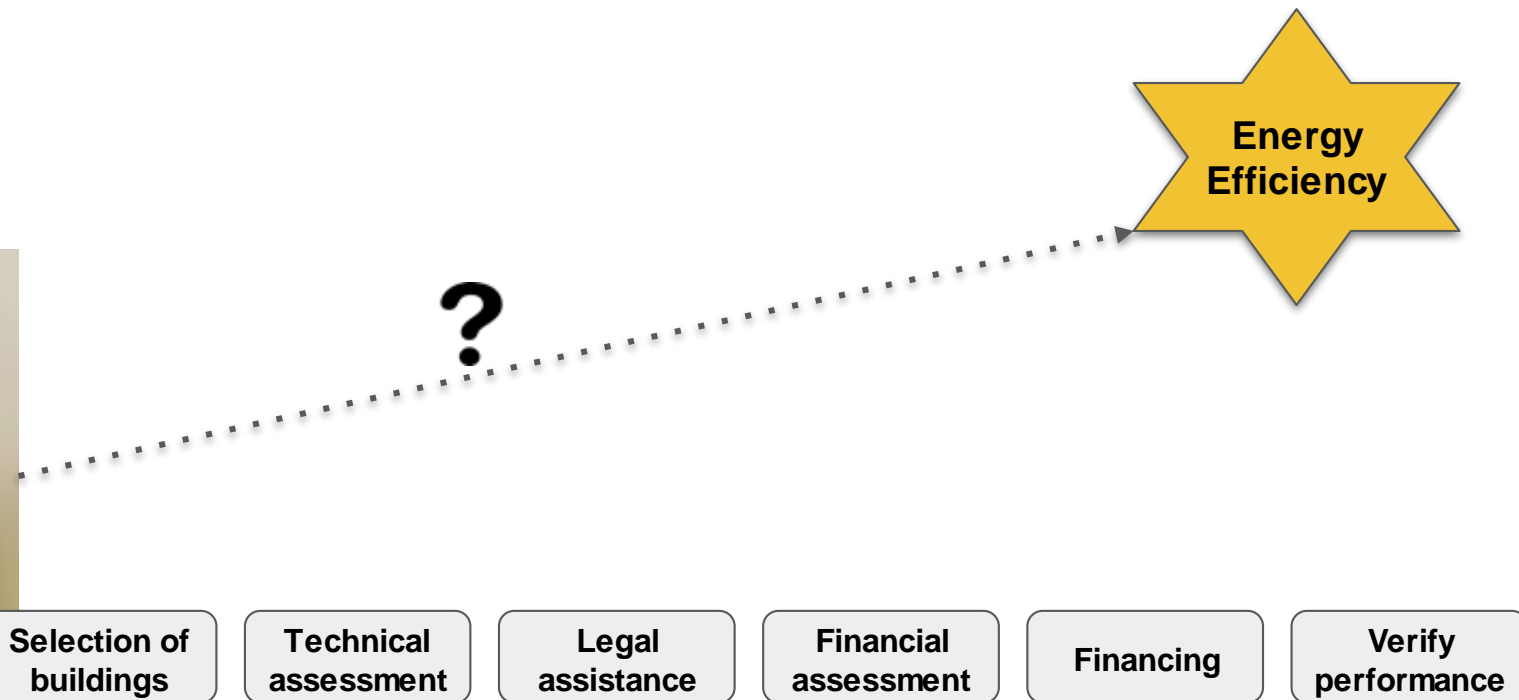 Energy
Efficiency
?
Selection of
buildings
Technical
assessment
Legal
assistance
Financial
assessment
Financing
Verify
performance